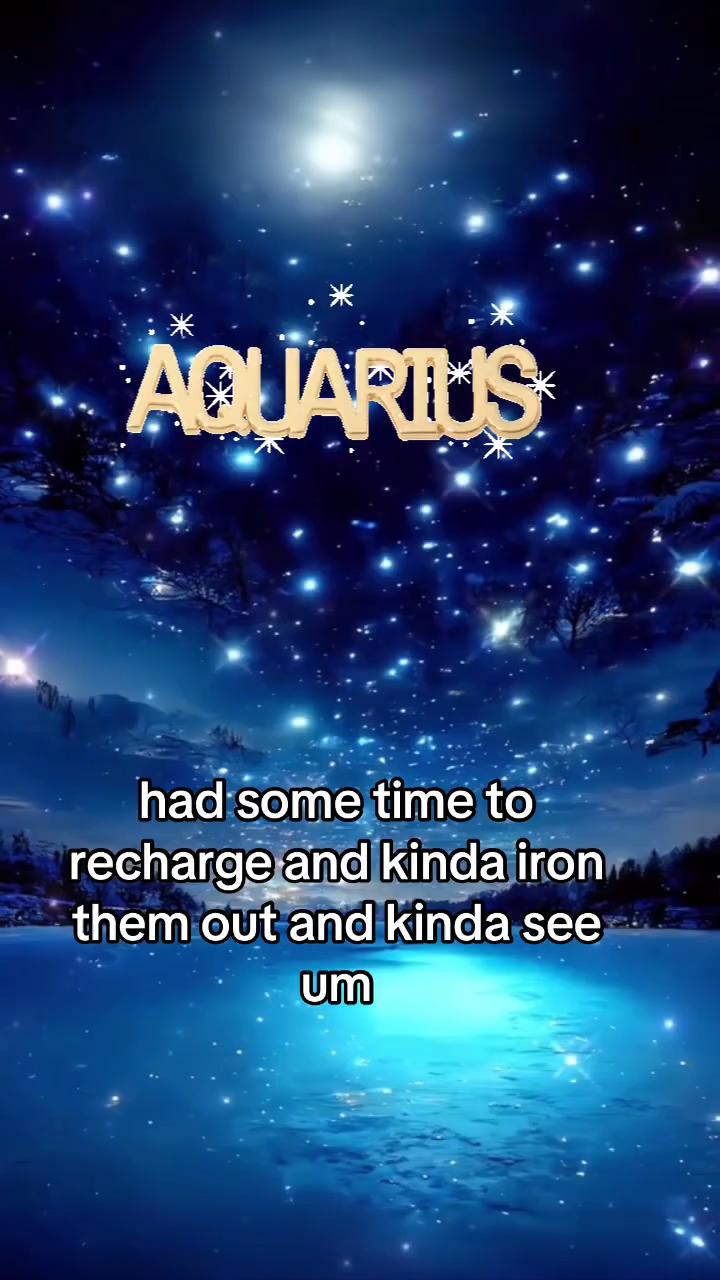 AQUARIUS
had some time to
recharge and kinda iron
them out and kinda see
um